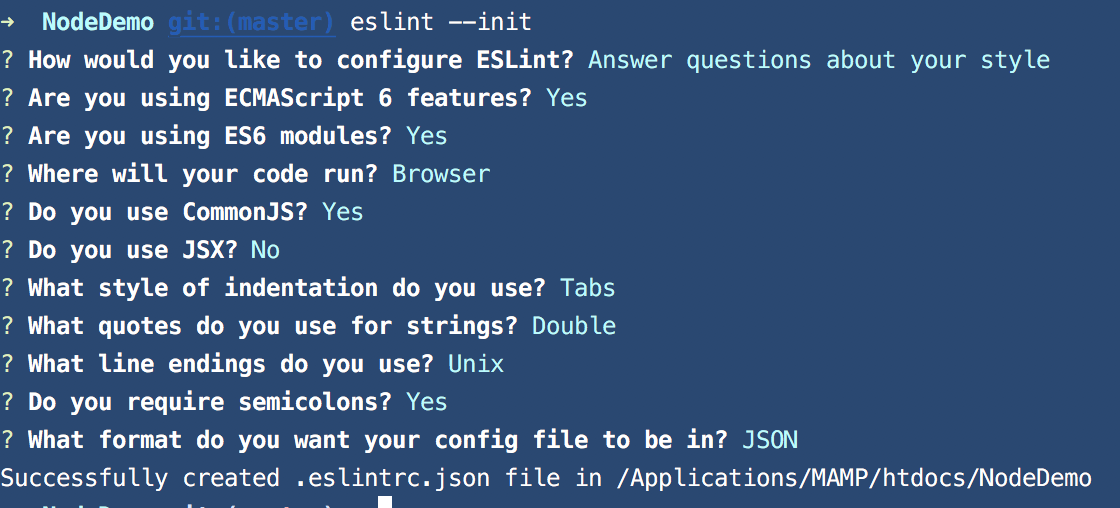 ➜  NodeDemo git:(master) eslint --init
? How would you like to configure ESLint? Answer questions about your style
? Are you using ECMAScript 6 features? Yes
? Are you using ES6 modules? Yes
? Where will your code run? Browser
? Do you use CommonJS? Yes
? Do you use JSX? No
? What style of indentation do you use? Tabs
? What quotes do you use for strings? Double
? What line endings do you use? Unix
? Do you require semicolons? Yes
? What format do you want your config file to be in? JSON
Successfully created .eslintrc.json file in /Applications/MAMP/htdocs/NodeDemo
NodeDemo git:(master)